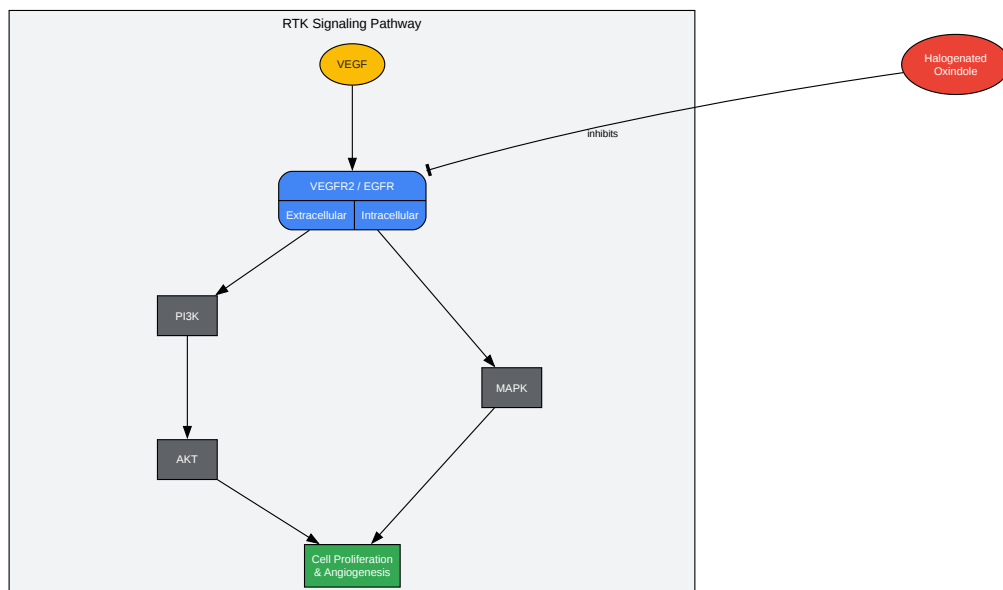 RTK Signaling Pathway
VEGF
Halogenated
Oxindole
inhibits
VEGFR2 / EGFR
Extracellular
Intracellular
PI3K
MAPK
AKT
Cell Proliferation
& Angiogenesis